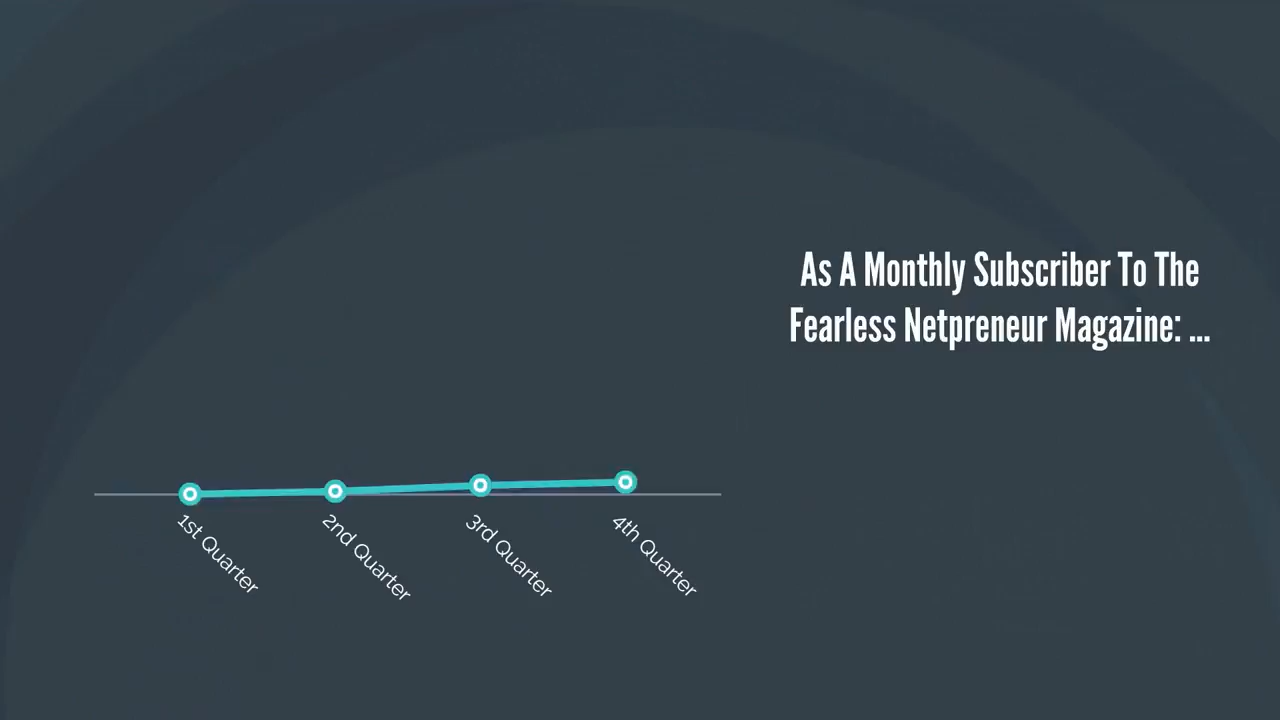 As A Monthly Subscriber To The
Fearless Netpreneur Magazine: ...
1st Quarter
2nd Quarter
3rd Quarter
4th Quarter